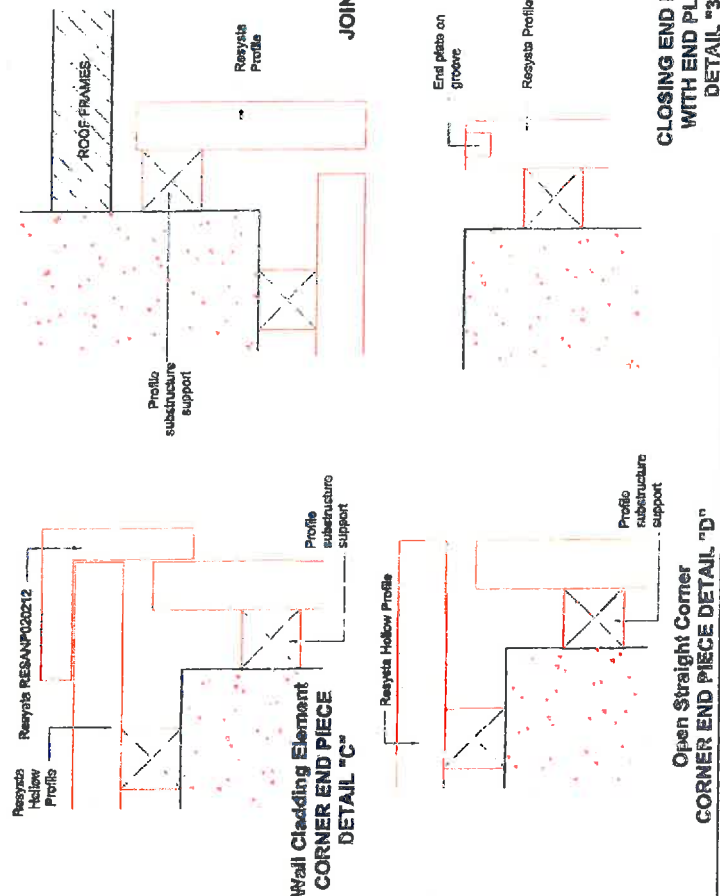 ROOF FRAMES
Resysta
Profile
Profile
substructure
support
JOIN
Resysta
Hollow
Profile
Resysta RESANP020212
Profile
substructure
support
Wall Cladding Element
CORNER END PIECE
DETAIL "C"
End plate on
groove
Resysta Profile
CLOSING END
WITH END PL
DETAIL "3
Resysta Hollow Profile
Profile
substructure
support
Open Straight Corner
CORNER END PIECE DETAIL "D"